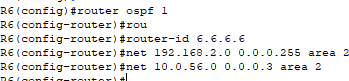 R6(config)#router ospf 1
R6(config-router)#rou
R6(config-router)#router-id 6.6.6.6
R6(config-router)#net 192.168.2.0 0.0.0.255 area 2
R6(config-router)#net 10.0.56.0 0.0.0.3 area 2
R6(config-router)#